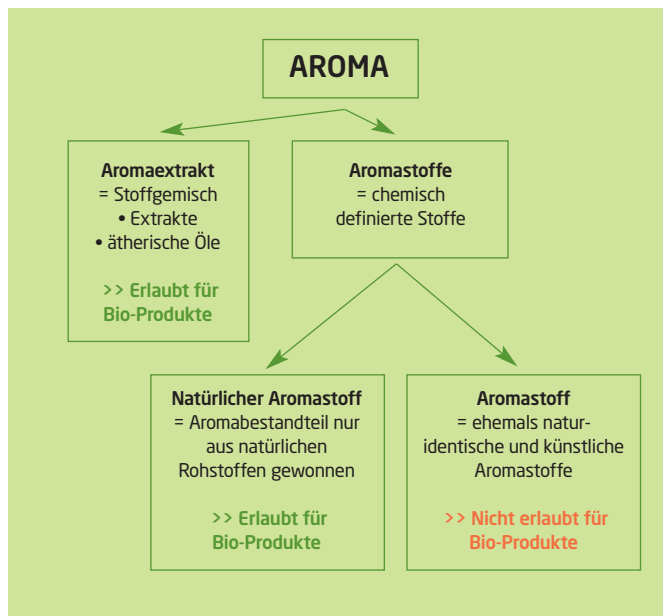 AROMA
Aromaextrakt
= Stoffgemisch
• Extrakte
• ätherische Öle
>> Erlaubt für
Bio-Produkte
Aromastoffe
= chemisch
definierte Stoffe
Natürlicher Aromastoff
= Aromabestandteil nur
aus natürlichen
Rohstoffen gewonnen
>> Erlaubt für
Bio-Produkte
Aromastoff
= ehemals natur-
identische und künstliche
Aromastoffe
>> Nicht erlaubt für
Bio-Produkte